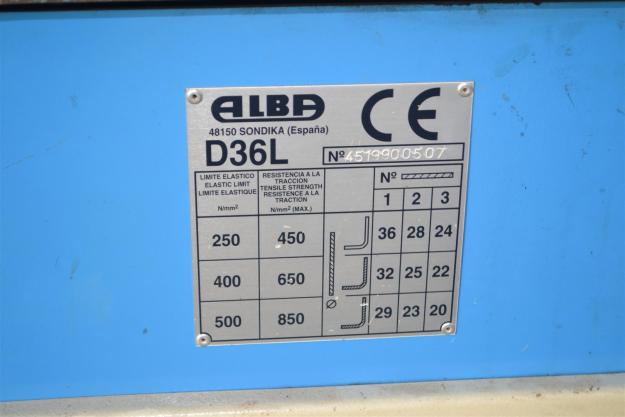 ALBA
48150 SONDIKA (España)
CE
D36L
Nº 4519900507
LIMITE ELASTICO
ELASTIC LIMIT
LIMITE ELASTIQUE
N/mm²
RESISTENCIA A LA
TRACCION
TENSILE STRENGTH
RESISTENCE A LA
TRACTION
N/mm² (MAX.)
Nº
1 2 3
250 450 36 28 24
400 650 32 25 22
Ø
500 850 29 23 20